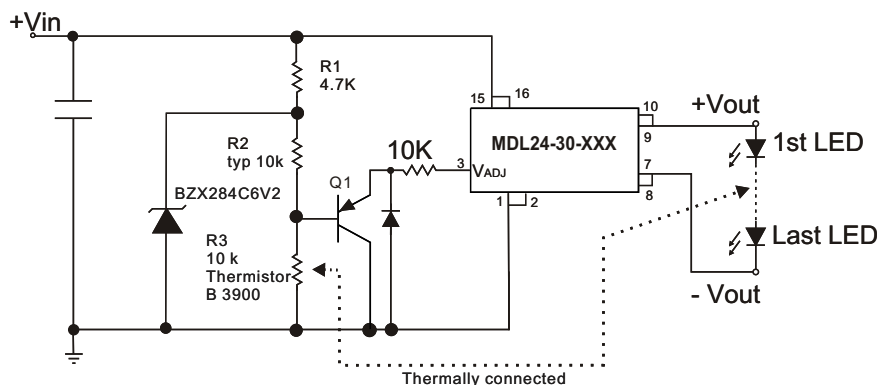 +Vin
R1
4.7K
R2
typ 10k
BZX284C6V2
R3
10 k
Thermistor
B 3900
Q1
10K
3
VADJ
15
16
MDL24-30-XXX
1
2
10
9
7
8
+Vout
1st LED
Last LED
- Vout
Thermally connected